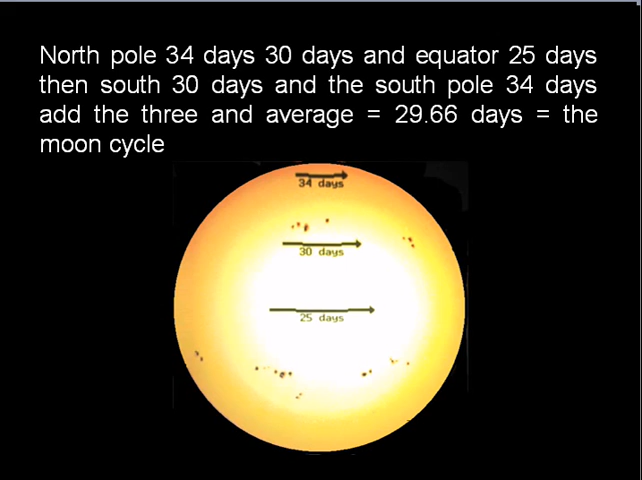 North pole 34 days 30 days and equator 25 days
then south 30 days and the south pole 34 days
add the three and average = 29.66 days = the
moon cycle
34 days
30 days
25 days